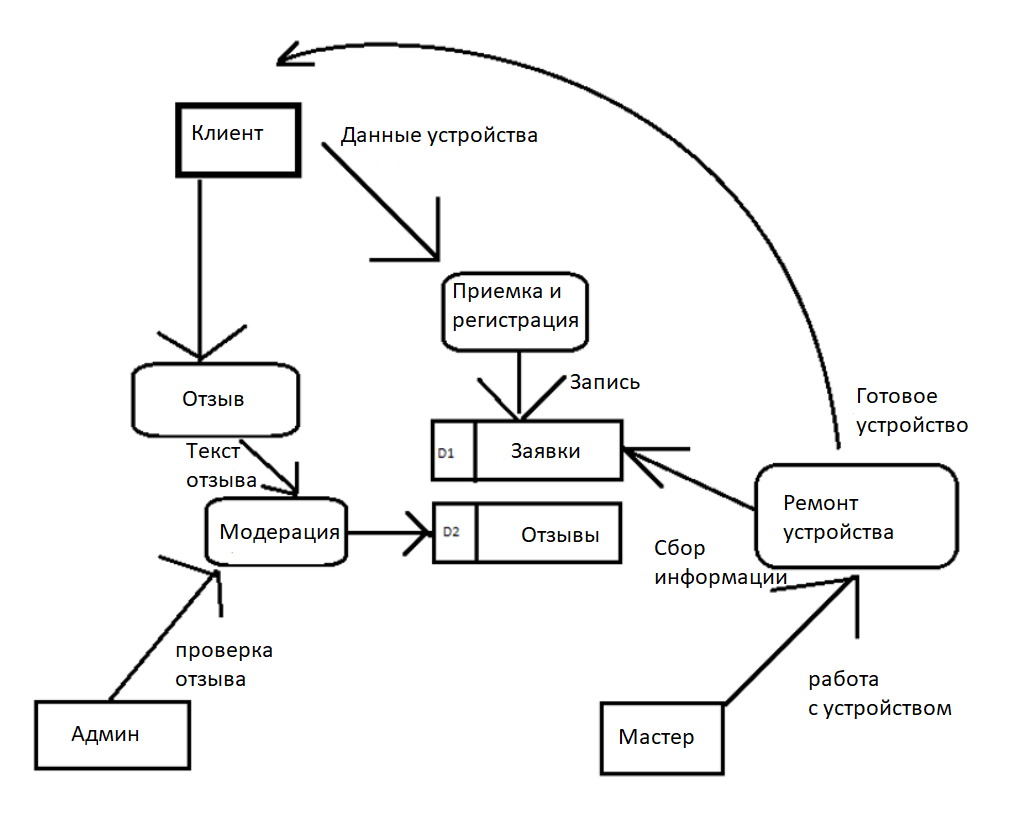 Клиент
Данные устройства
Приемка и
регистрация
Запись
Готовое
устройство
Отзыв
Текст
отзыва
D1
Заявки
Модерация
D2
Отзывы
Ремонт
устройства
Сбор
информации
проверка
отзыва
работа
с устройством
Админ
Мастер